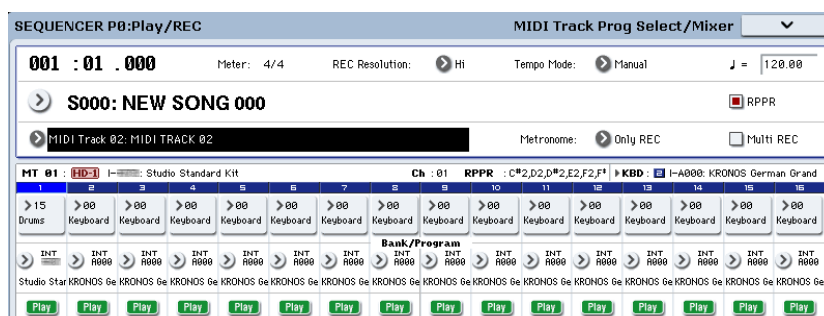 SEQUENCER P0:Play/REC MIDI Track Prog Select/Mixer
001 :01 .000 Meter: 4/4 REC Resolution: Hi Tempo Mode: Manual ♩ = 120.00
S000: NEW SONG 000 RPPR
MIDI Track 02: MIDI TRACK 02 Metronome: Only REC Multi REC
MT 01 : HD-1 I- : Studio Standard Kit Ch :01 RPPR :C#2,D2,D#2,E2,F2,F# KBD : 2 I-A000: KRONOS German Grand
1 2 3 4 5 6 7 8 9 10 11 12 13 14 15 16
15 00 00 00 00 00 00 00 00 00 00 00 00 00 00 00
Drums Keyboard Keyboard Keyboard Keyboard Keyboard Keyboard Keyboard Keyboard Keyboard Keyboard Keyboard Keyboard Keyboard Keyboard Keyboard
Bank/Program
INT INT INT INT INT INT INT INT INT INT INT INT INT INT INT INT
A000 A000 A000 A000 A000 A000 A000 A000 A000 A000 A000 A000 A000 A000 A000
Studio Star KRONOS Ge KRONOS Ge KRONOS Ge KRONOS Ge KRONOS Ge KRONOS Ge KRONOS Ge KRONOS Ge KRONOS Ge KRONOS Ge KRONOS Ge KRONOS Ge KRONOS Ge KRONOS Ge KRONOS Ge
Play Play Play Play Play Play Play Play Play Play Play Play Play Play Play Play